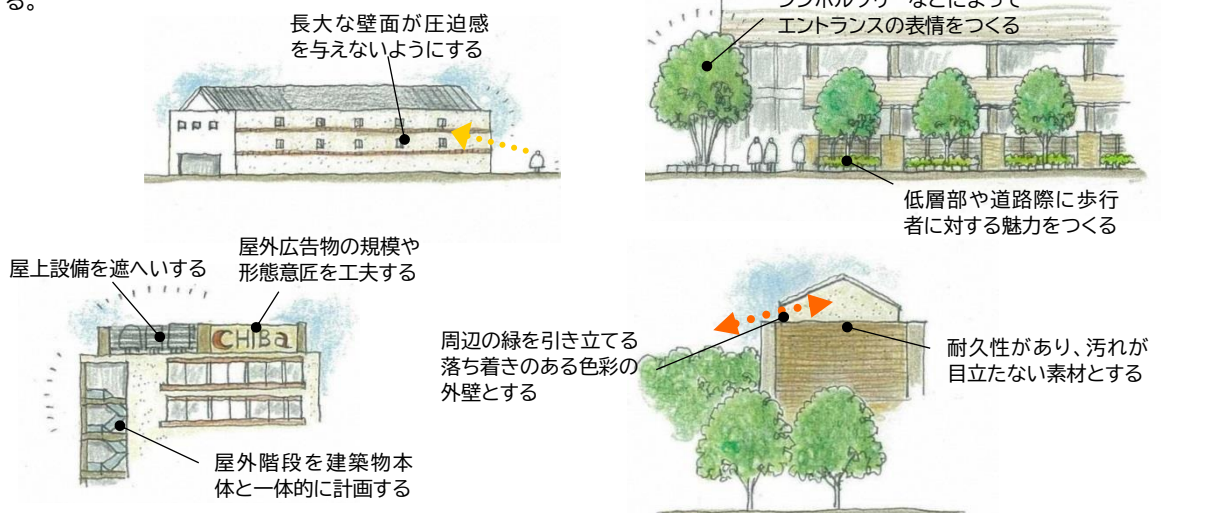 る。
長大な壁面が圧迫感
を与えないようにする
エントランスの表情をつくる
低層部や道路際に歩行
者に対する魅力をつくる
屋上設備を遮へいする
屋外広告物の規模や
形態意匠を工夫する
CHIBa
屋外階段を建築物本
体と一体的に計画する
周辺の緑を引き立てる
落ち着きのある色彩の
外壁とする
耐久性があり、汚れが
目立たない素材とする